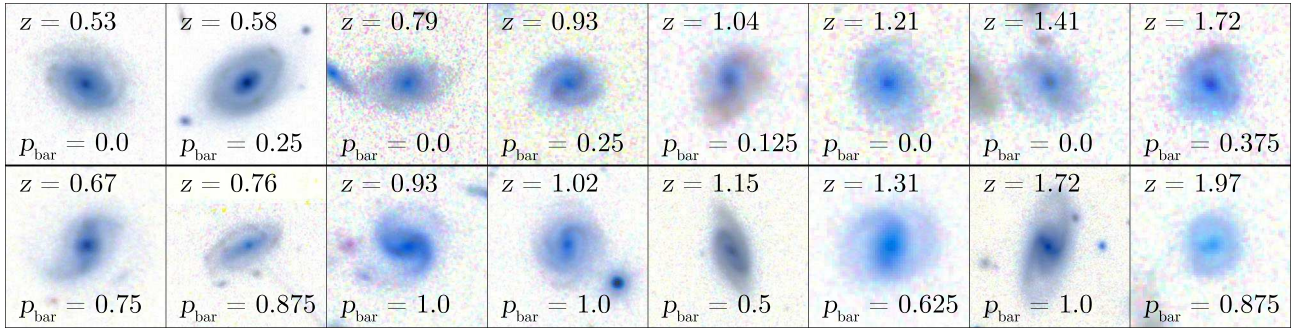 z = 0.53 z = 0.58 z = 0.79 z = 0.93 z = 1.04 z = 1.21 z = 1.41 z = 1.72
p_bar = 0.0 p_bar = 0.25 p_bar = 0.0 p_bar = 0.25 p_bar = 0.125 p_bar = 0.0 p_bar = 0.0 p_bar = 0.375
z = 0.67 z = 0.76 z = 0.93 z = 1.02 z = 1.15 z = 1.31 z = 1.72 z = 1.97
p_bar = 0.75 p_bar = 0.875 p_bar = 1.0 p_bar = 1.0 p_bar = 0.5 p_bar = 0.625 p_bar = 1.0 p_bar = 0.875